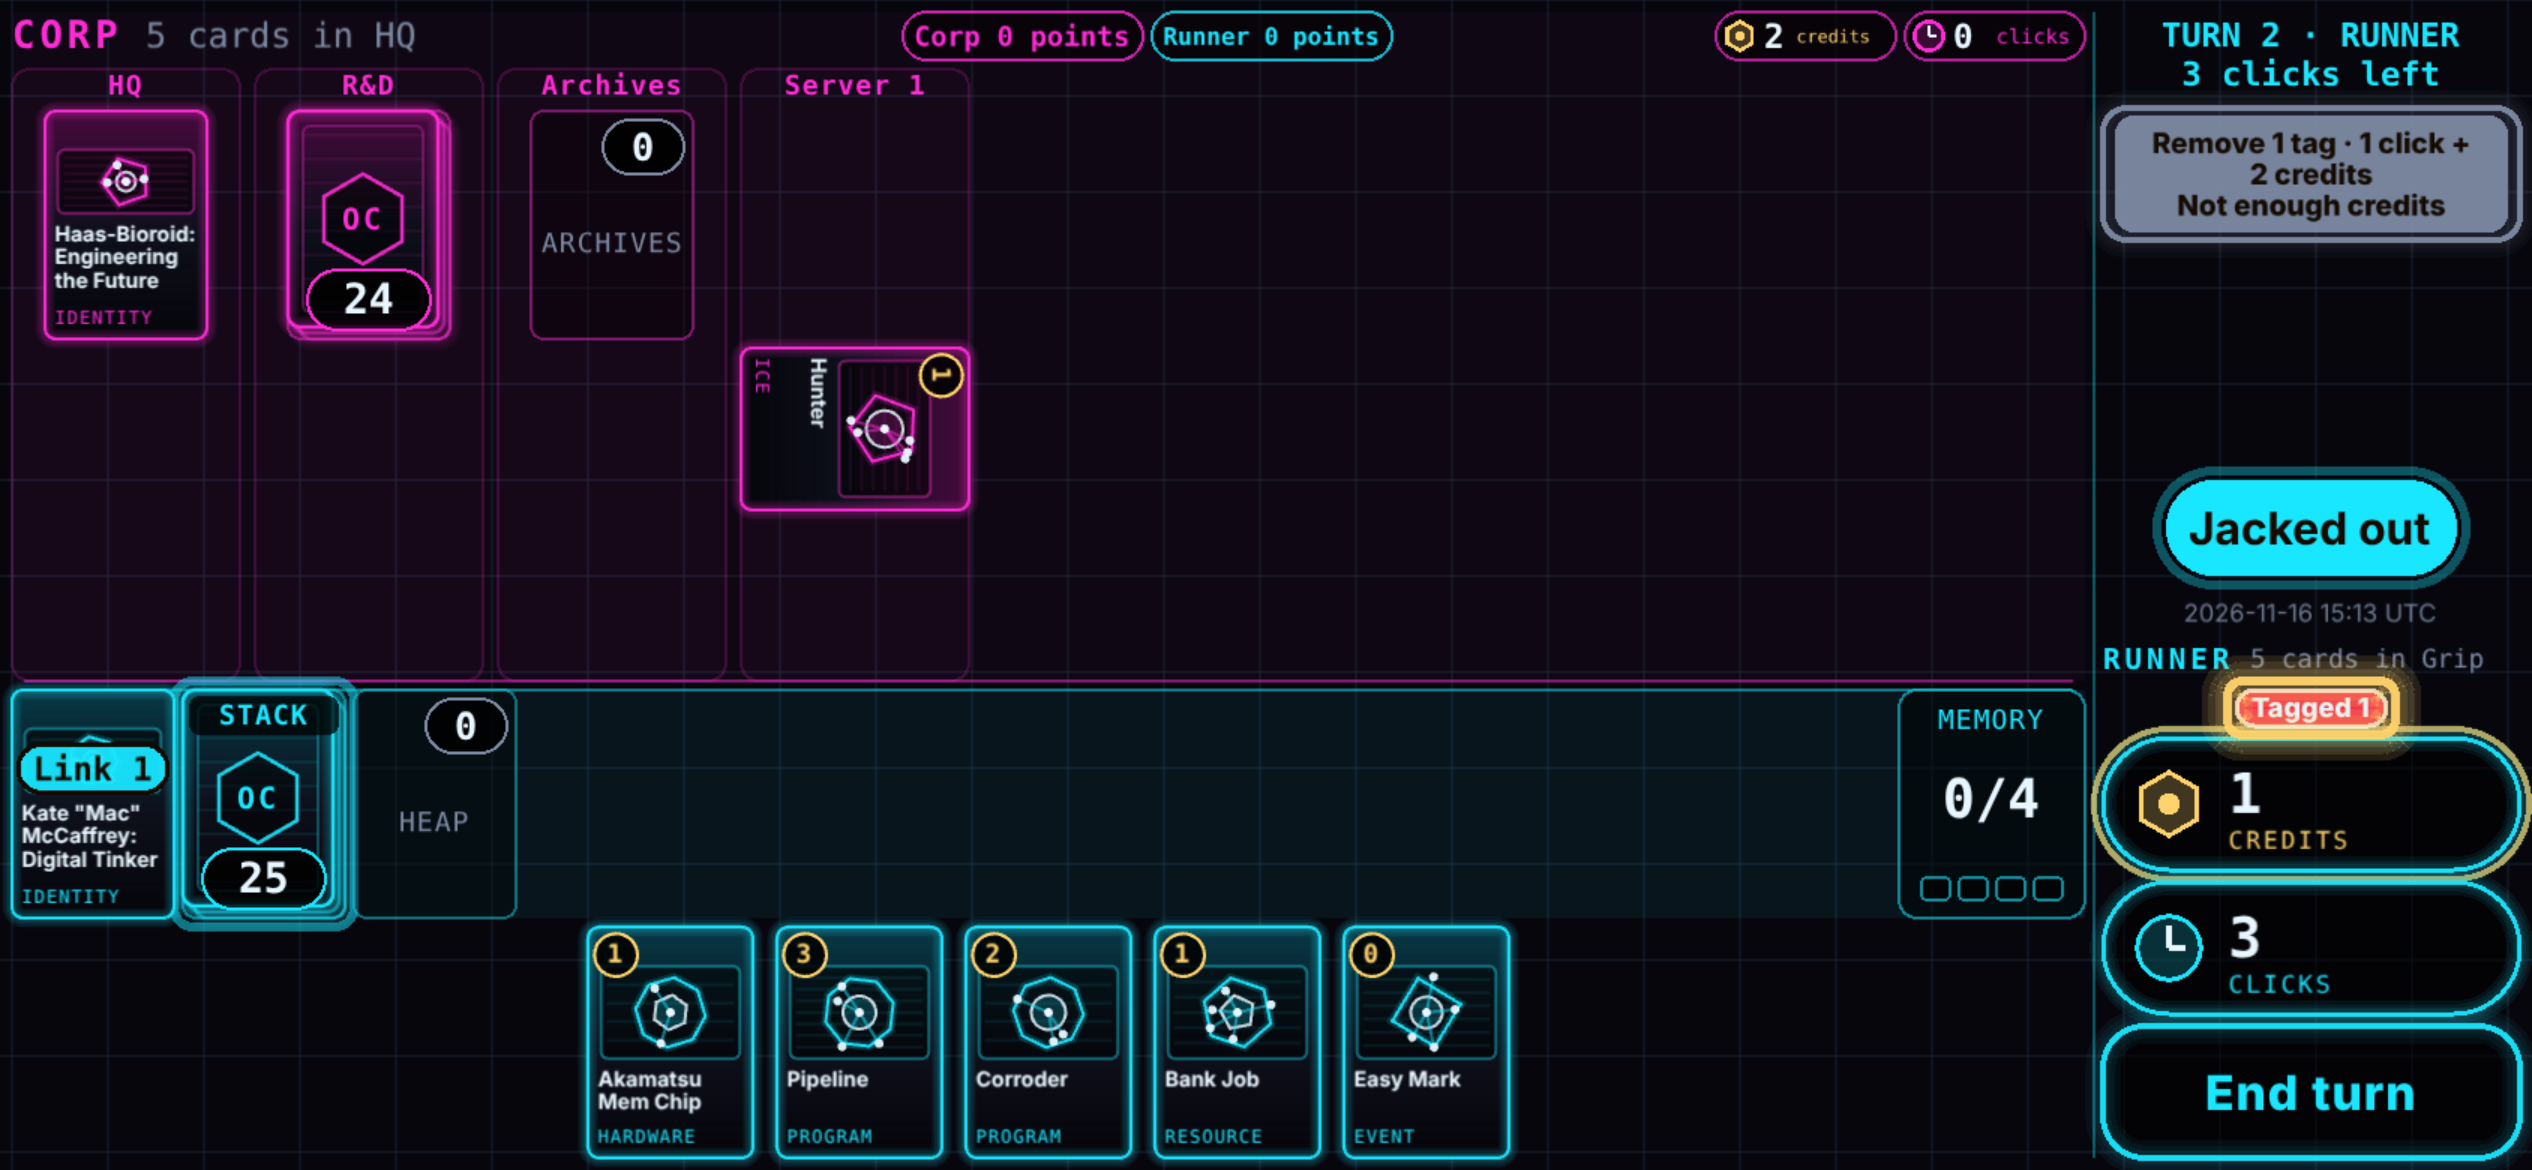 CORP 5 cards in HQ
Corp 0 points
Runner 0 points
2 credits
0 clicks
TURN 2 · RUNNER
3 clicks left
HQ
R&D
Archives
Server 1
Remove 1 tag · 1 click +
2 credits
Not enough credits
Haas-Bioroid:
Engineering
the Future
IDENTITY
OC
24
0
ARCHIVES
ICE
Hunter
1
Jacked out
2026-11-16 15:13 UTC
RUNNER 5 cards in Grip
Tagged 1
1
CREDITS
3
CLICKS
End turn
Link 1
Kate "Mac"
McCaffrey:
Digital Tinker
IDENTITY
STACK
OC
25
0
HEAP
MEMORY
0/4
1
Akamatsu
Mem Chip
HARDWARE
3
Pipeline
PROGRAM
2
Corroder
PROGRAM
1
Bank Job
RESOURCE
0
Easy Mark
EVENT